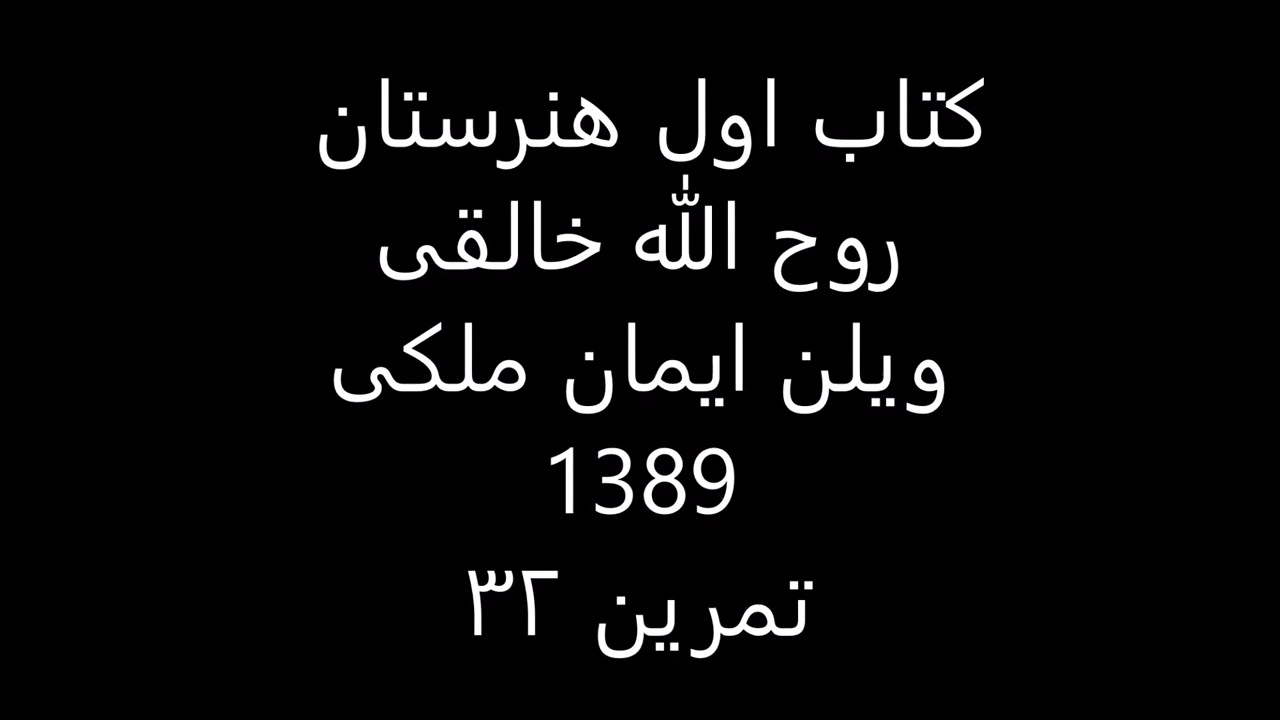 کتاب اول هنرستان
روح الله خالقی
ویلن ایمان ملکی
1389
تمرین ۳۲